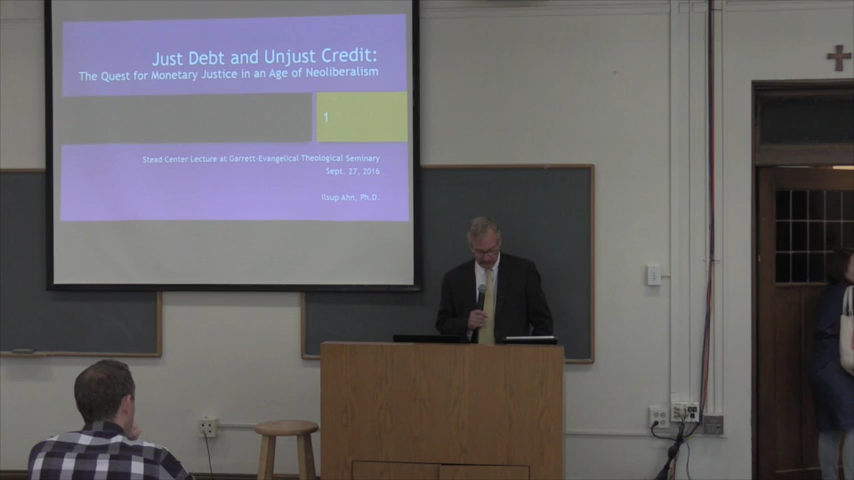 Just Debt and Unjust Credit:
The Quest for Monetary Justice in an Age of Neoliberalism
1
Stead Center Lecture at Garrett-Evangelical Theological Seminary
Sept. 27, 2016
Ilsup Ahn, Ph.D.